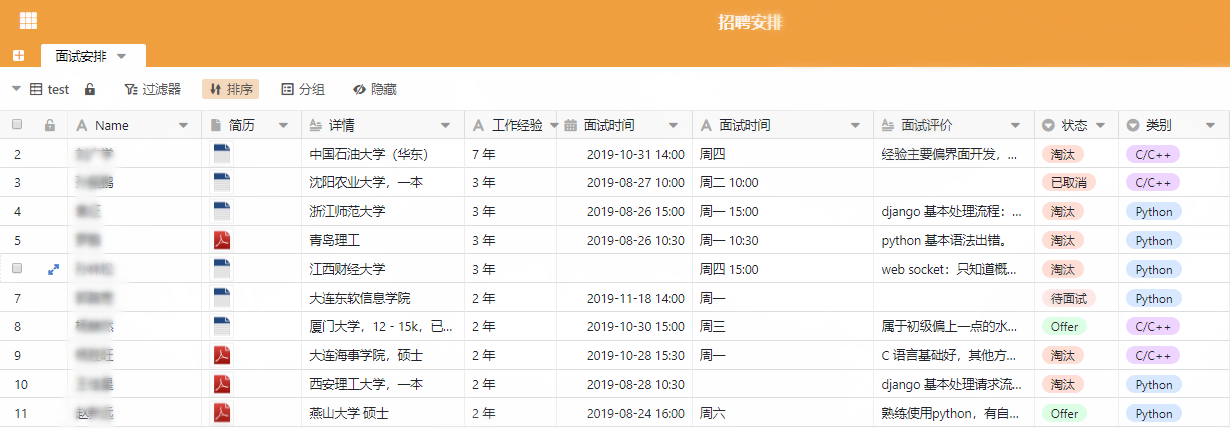 招聘安排
面试安排
test 过滤器 排序 分组 隐藏
Name 简历 详情 工作经验 面试时间 面试时间 面试评价 状态 类别
2 中国石油大学（华东） 7 年 2019-10-31 14:00 周四 经验主要偏界面开发，... 淘汰 C/C++
3 鹏 沈阳农业大学，一本 3 年 2019-08-27 10:00 周二 10:00 已取消 C/C++
4 浙江师范大学 3 年 2019-08-26 15:00 周一 15:00 django 基本处理流程：... 淘汰 Python
5 青岛理工 3 年 2019-08-26 10:30 周一 10:30 python 基本语法出错。 淘汰 Python
江西财经大学 3 年 周四 15:00 web socket：只知道概... 淘汰 Python
7 大连东软信息学院 2 年 2019-11-18 14:00 周一 待面试 Python
8 厦门大学，12 - 15k，已... 2 年 2019-10-30 15:00 周三 属于初级偏上一点的水... Offer C/C++
9 大连海事学院，硕士 2 年 2019-10-28 15:30 周一 C 语言基础好，其他方... 淘汰 C/C++
10 西安理工大学，一本 2 年 2019-08-28 10:30 django 基本处理请求流... 淘汰 Python
11 赵 燕山大学 硕士 2 年 2019-08-24 16:00 周六 熟练使用python，有自... Offer Python